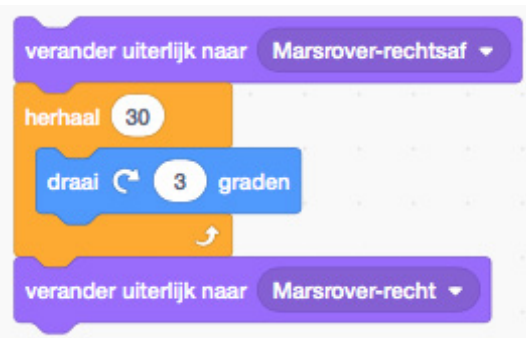 verander uiterlijk naar Marsrover-rechtsaf
herhaal 30
draai 3 graden
verander uiterlijk naar Marsrover-recht